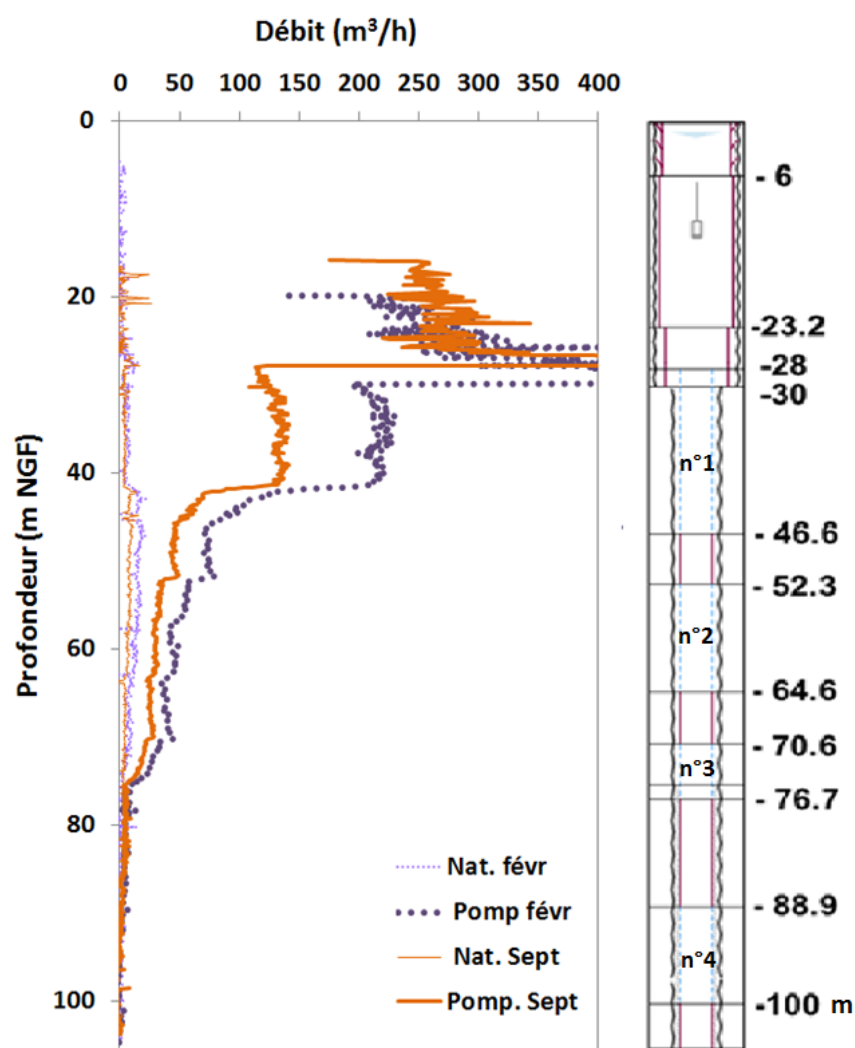 Débit (m³/h)
0 50 100 150 200 250 300 350 400
Profondeur (m NGF)
0
20
40
60
80
100
Nat. févr
Pomp févr
Nat. Sept
Pomp. Sept
- 6
-23.2
-28
-30
n°1
- 46.6
- 52.3
n°2
- 64.6
- 70.6
n°3
- 76.7
- 88.9
n°4
-100 m